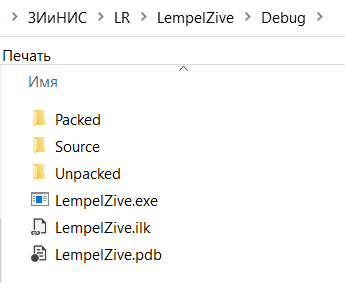 ЗИиНИС > LR > LempelZive > Debug >
Печать
Имя
Packed
Source
Unpacked
LempelZive.exe
LempelZive.ilk
LempelZive.pdb